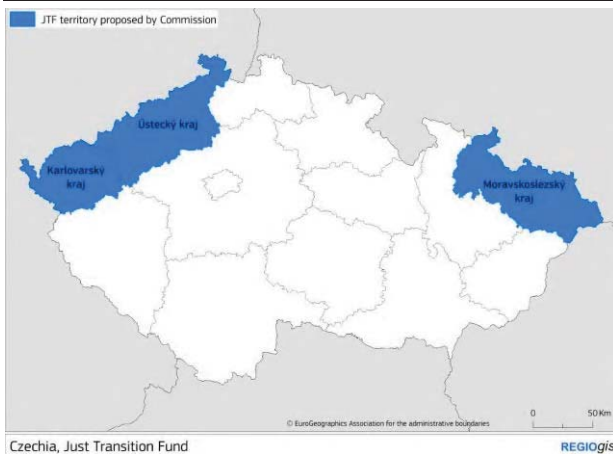 JTF territory proposed by Commission
Ústecký kraj
Karlovarský
kraj
Moravskoslezský
kraj
© EuroGeographics Association for the administrative boundaries
0 50 Km
Czechia, Just Transition Fund
REGIOgis